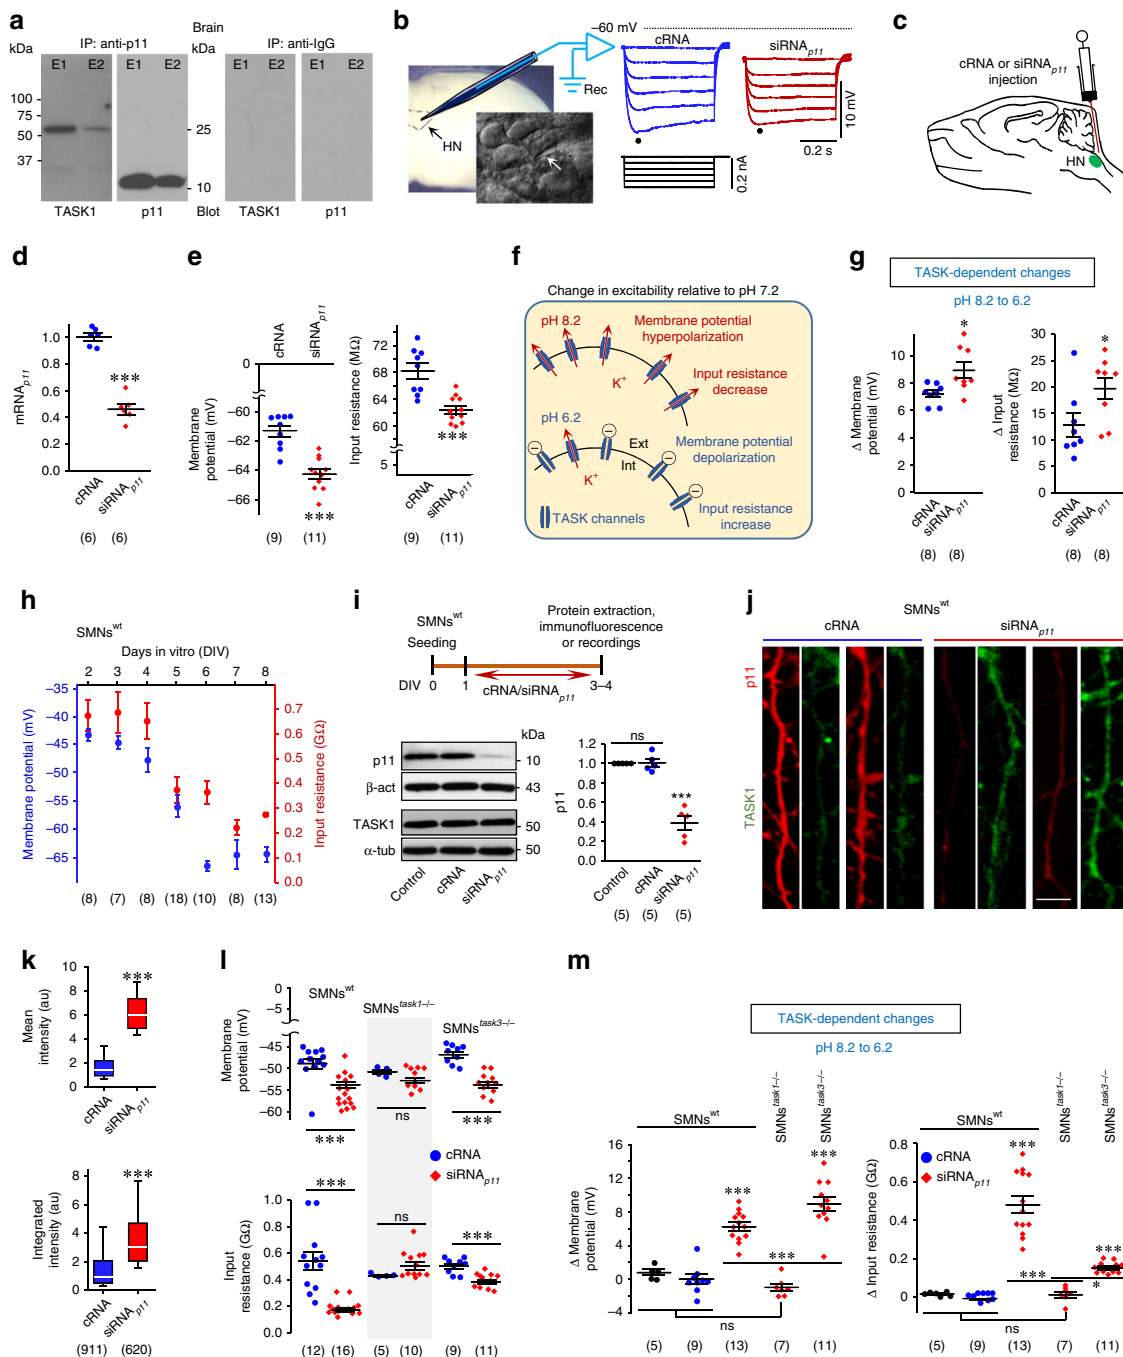 a
Brain
IP: anti-p11
IP: anti-IgG
kDa
kDa
E1 E2 E1 E2 E1 E2 E1 E2
100
75
50
37
25
10
TASK1 p11 Blot TASK1 p11
b
−60 mV
cRNA
siRNAp11
Rec
HN
10 mV
0.2 s
0.2 nA
c
cRNA or siRNAp11
injection
HN
d
mRNAp11
1.0
0.8
0.6
0.4
0.2
0.0
***
cRNA
siRNAp11
(6) (6)
e
cRNA
siRNAp11
Membrane
potential (mV)
0
−60
−62
−64
−66
***
(9) (11)
Input resistance (MΩ)
72
68
64
60
5
***
cRNA
siRNAp11
(9) (11)
f
Change in excitability relative to pH 7.2
pH 8.2
Membrane potential
hyperpolarization
K+
Input resistance
decrease
pH 6.2
Ext
Int
Membrane potential
depolarization
K+
Input resistance
increase
TASK channels
g
TASK-dependent changes
pH 8.2 to 6.2
Δ Membrane
potential (mV)
10
8
6
4
2
0
*
cRNA
siRNAp11
(8) (8)
Δ Input
resistance (MΩ)
30
25
20
15
10
5
0
*
cRNA
siRNAp11
(8) (8)
h
SMNswt
Days in vitro (DIV)
2 3 4 5 6 7 8
Membrane potential (mV)
−35
−40
−45
−50
−55
−60
−65
Input resistance (GΩ)
0.7
0.6
0.5
0.4
0.3
0.2
0.1
0.0
(8) (7) (8) (18) (10) (8) (13)
i
SMNswt
Seeding
Protein extraction,
immunofluorescence
or recordings
DIV 0 1 3–4
cRNA/siRNAp11
kDa
p11 10
β-act 43
TASK1 50
α-tub 50
Control
cRNA
siRNAp11
p11
1.2
1.0
0.8
0.6
0.4
0.2
0.0
ns
***
Control
cRNA
siRNAp11
(5) (5) (5)
j
SMNswt
cRNA
siRNAp11
p11
TASK1
k
Mean
intensity (au)
10
8
6
4
2
0
***
cRNA
siRNAp11
Integrated
intensity (au)
8
6
4
2
0
***
cRNA
siRNAp11
(911) (620)
l
SMNswt
SMNstask1−/−
SMNstask3−/−
Membrane
potential (mV)
0
−5
−45
−50
−55
−60
***
ns
***
cRNA
siRNAp11
Input
resistance (GΩ)
1.0
0.8
0.6
0.4
0.2
0.0
***
ns
***
(12) (16) (5) (10) (9) (11)
m
TASK-dependent changes
pH 8.2 to 6.2
SMNswt
SMNstask1−/−
SMNstask3−/−
Δ Membrane
potential (mV)
16
12
8
4
0
−4
***
***
***
ns
(5) (9) (13) (7) (11)
SMNswt
SMNstask1−/−
SMNstask3−/−
cRNA
siRNAp11
Δ Input resistance (GΩ)
0.8
0.6
0.4
0.2
0
***
***
***
*
ns
(5) (9) (13) (7) (11)